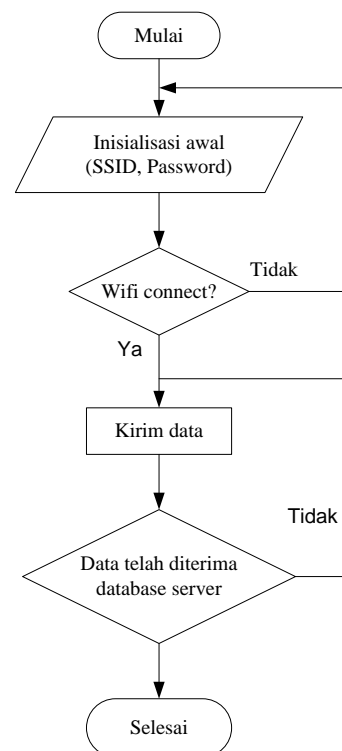 Mulai
Inisialisasi awal
(SSID, Password)
Wifi connect?
Tidak
Ya
Kirim data
Tidak
Data telah diterima
database server
Selesai